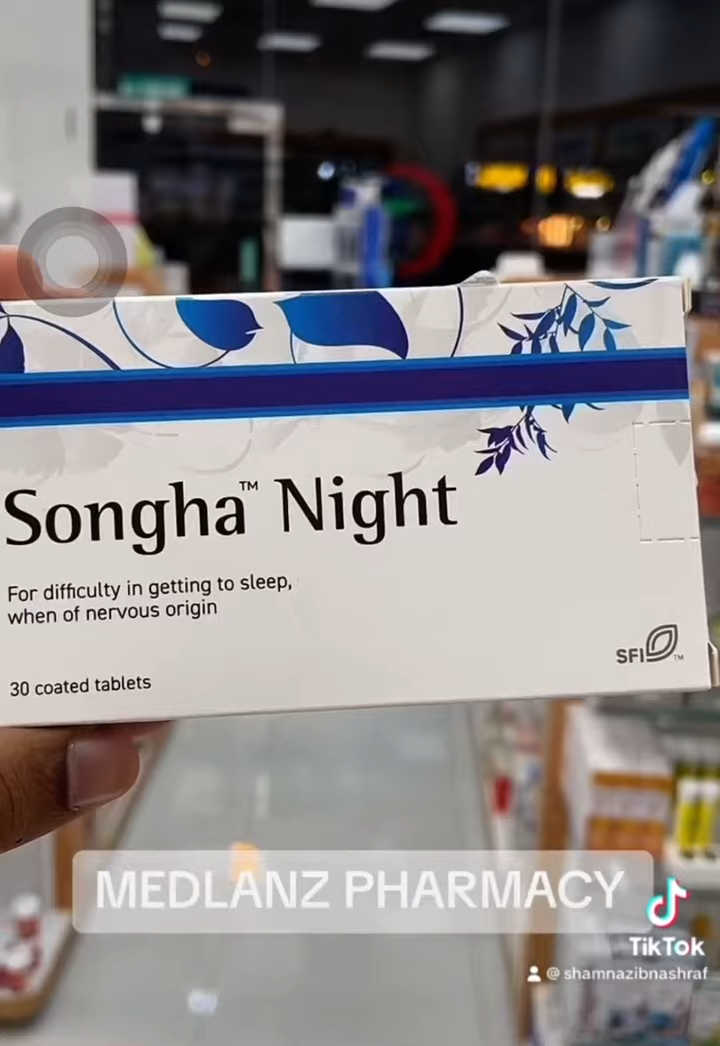 Songha™ Night
For difficulty in getting to sleep,
when of nervous origin
30 coated tablets
SFI™
MEDLANZ PHARMACY
TikTok
@ shamnazibnashraf